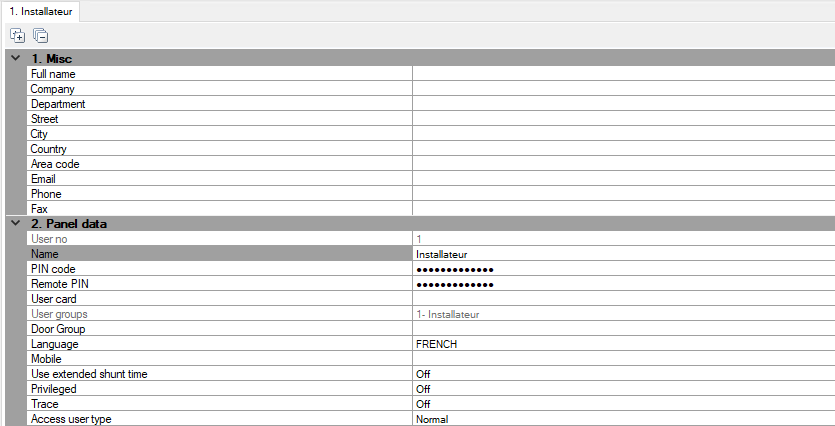 1. Installateur
1. Misc
Full name
Company
Department
Street
City
Country
Area code
Email
Phone
Fax
2. Panel data
User no 1
Name Installateur
PIN code •••••••••••••
Remote PIN •••••••••••••
User card
User groups 1- Installateur
Door Group
Language FRENCH
Mobile
Use extended shunt time Off
Privileged Off
Trace Off
Access user type Normal